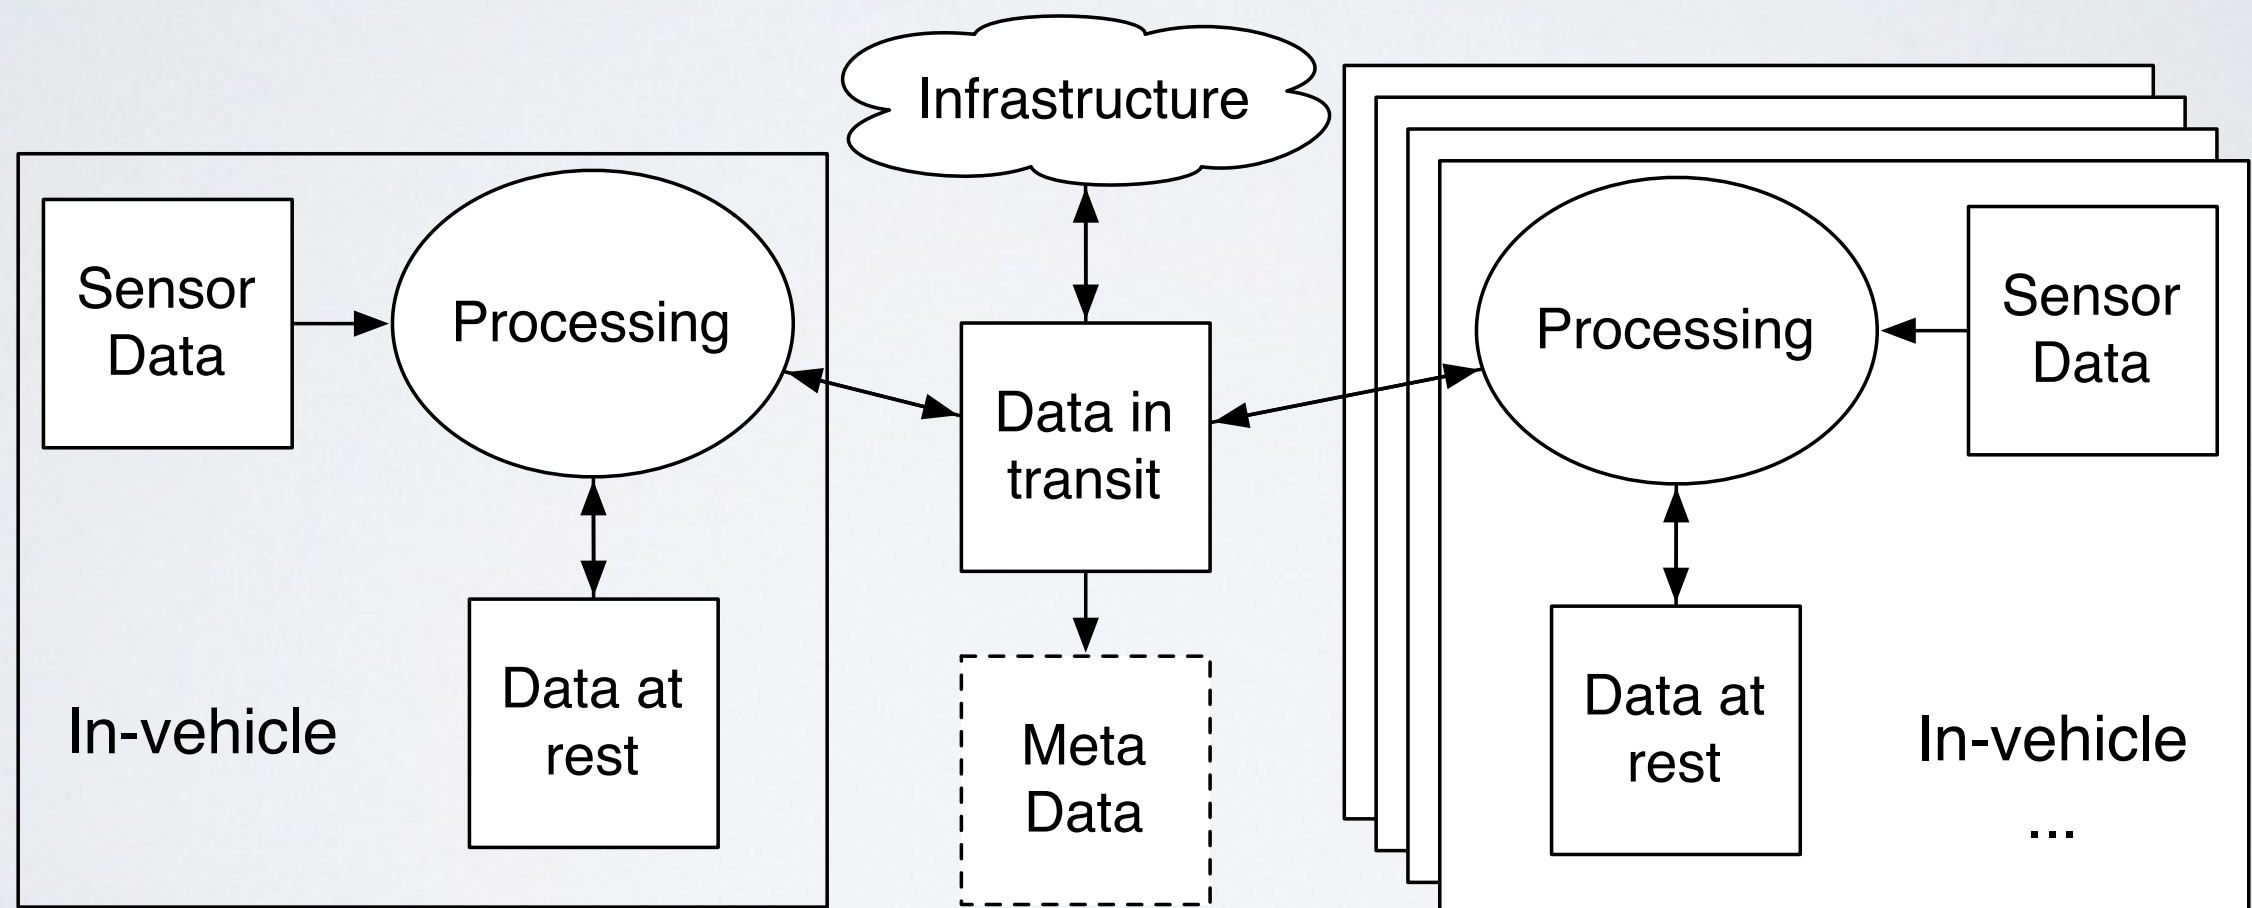 Infrastructure
Sensor
Data
Processing
Data at
rest
In-vehicle
Data in
transit
Meta
Data
Processing
Sensor
Data
Data at
rest
In-vehicle
...